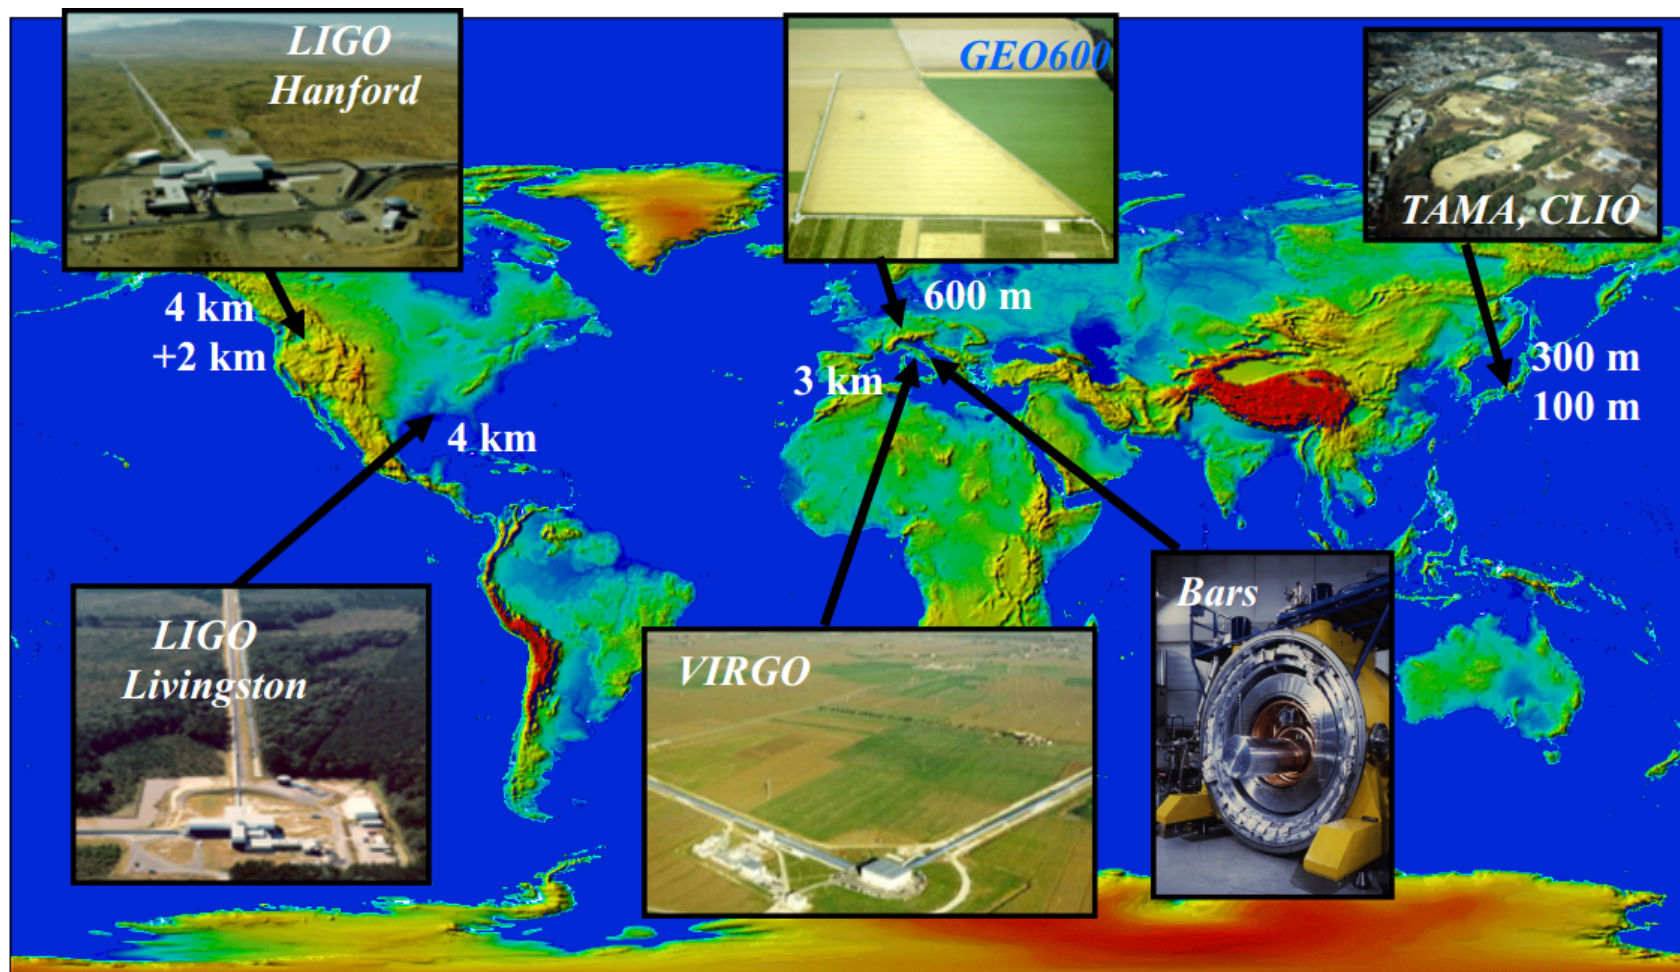 LIGO
Hanford
GEO600
TAMA, CLIO
4 km
+2 km
600 m
3 km
300 m
100 m
4 km
LIGO
Livingston
VIRGO
Bars